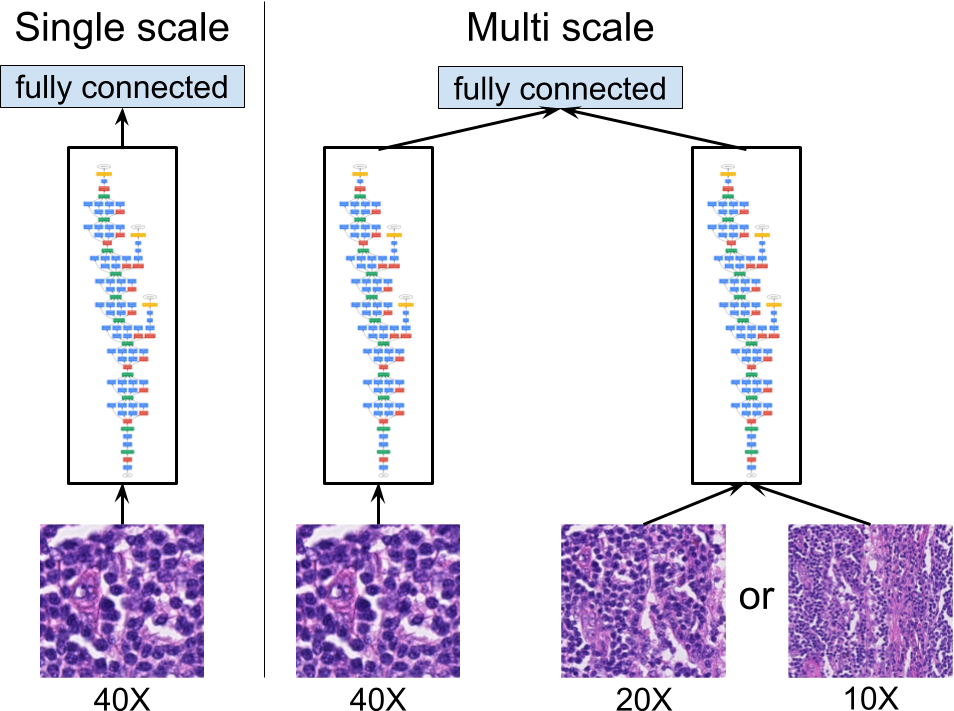 Single scale
Multi scale
fully connected
fully connected
or
40X
40X
20X
10X